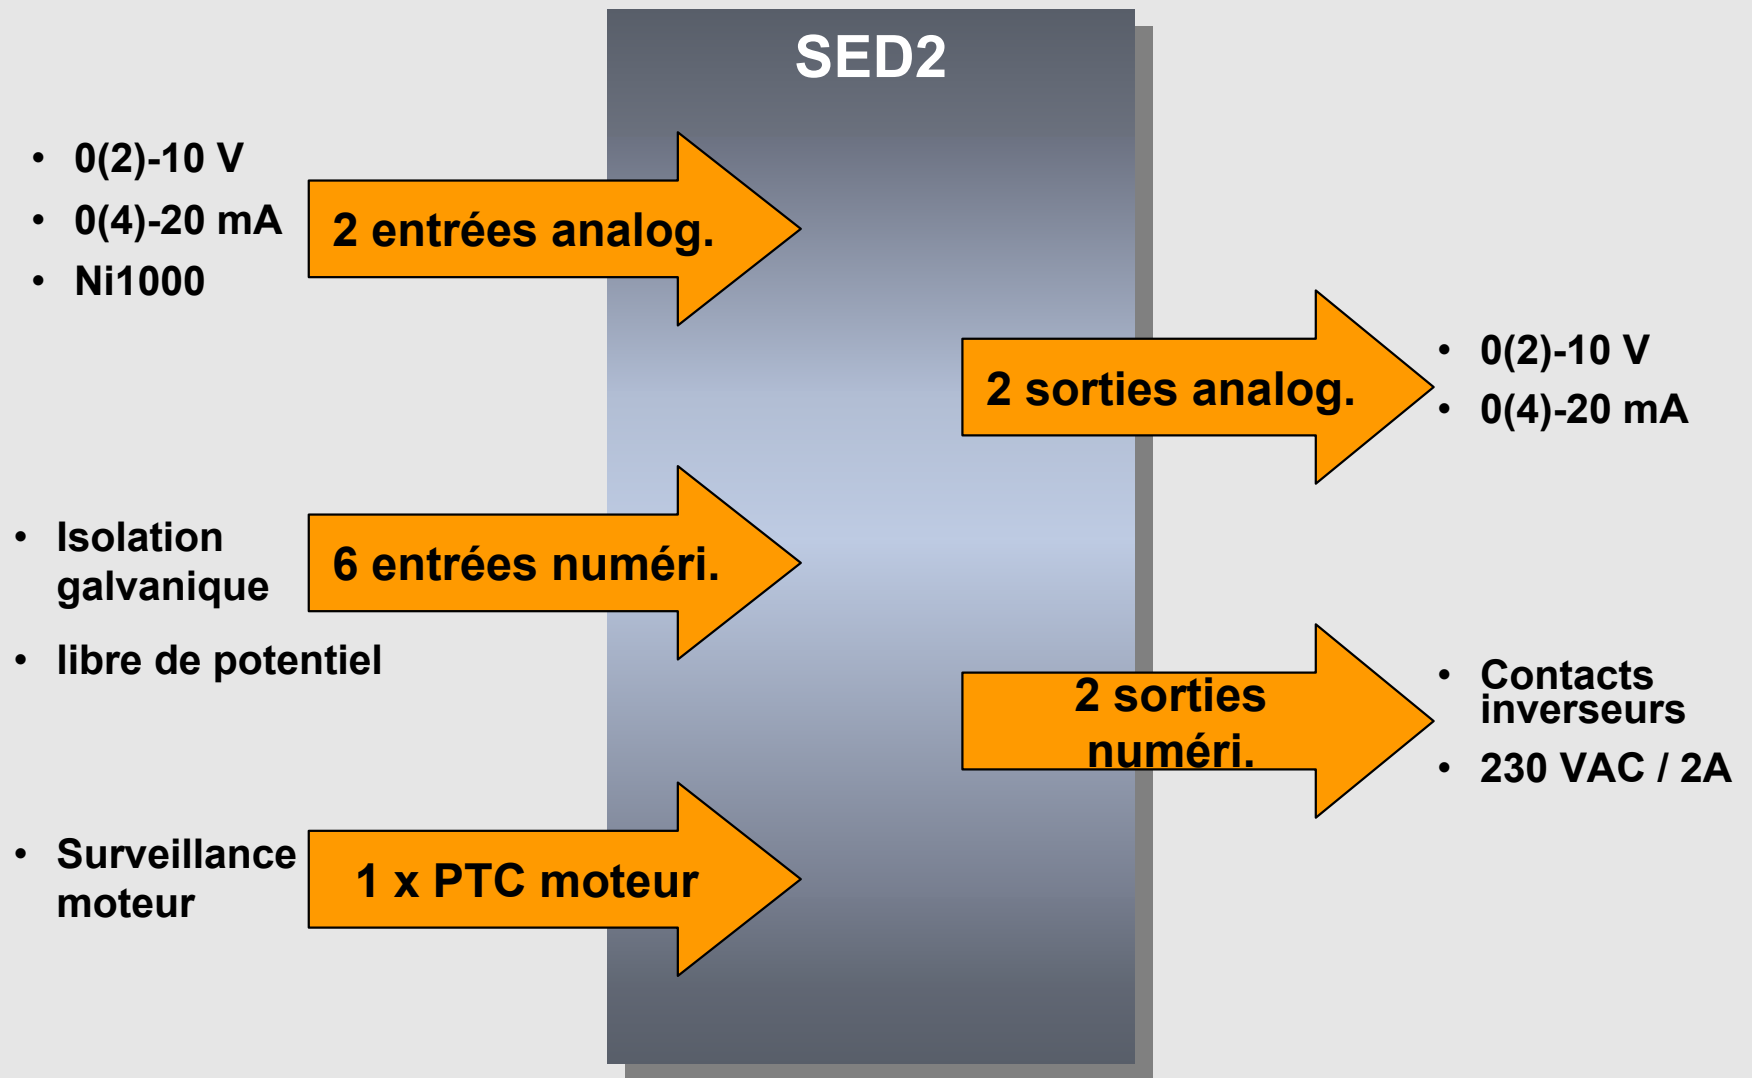 SED2
• 0(2)-10 V
• 0(4)-20 mA
• Ni1000
2 entrées analog.
2 sorties analog.
• 0(2)-10 V
• 0(4)-20 mA
• Isolation
galvanique
• libre de potentiel
6 entrées numéri.
2 sorties
numéri.
• Contacts
inverseurs
• 230 VAC / 2A
• Surveillance
moteur
1 x PTC moteur